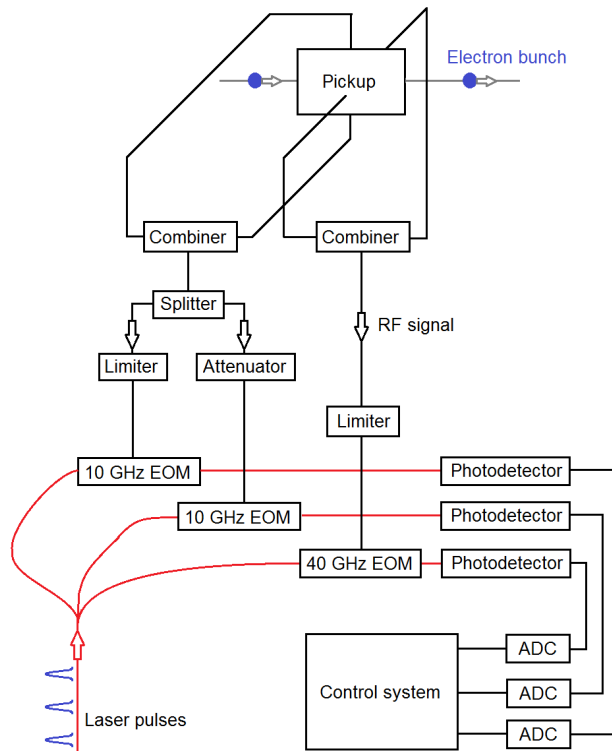 Electron bunch
Pickup
Combiner
Combiner
Splitter
RF signal
Limiter
Attenuator
Limiter
10 GHz EOM
Photodetector
10 GHz EOM
Photodetector
40 GHz EOM
Photodetector
ADC
Control system
ADC
Laser pulses
ADC